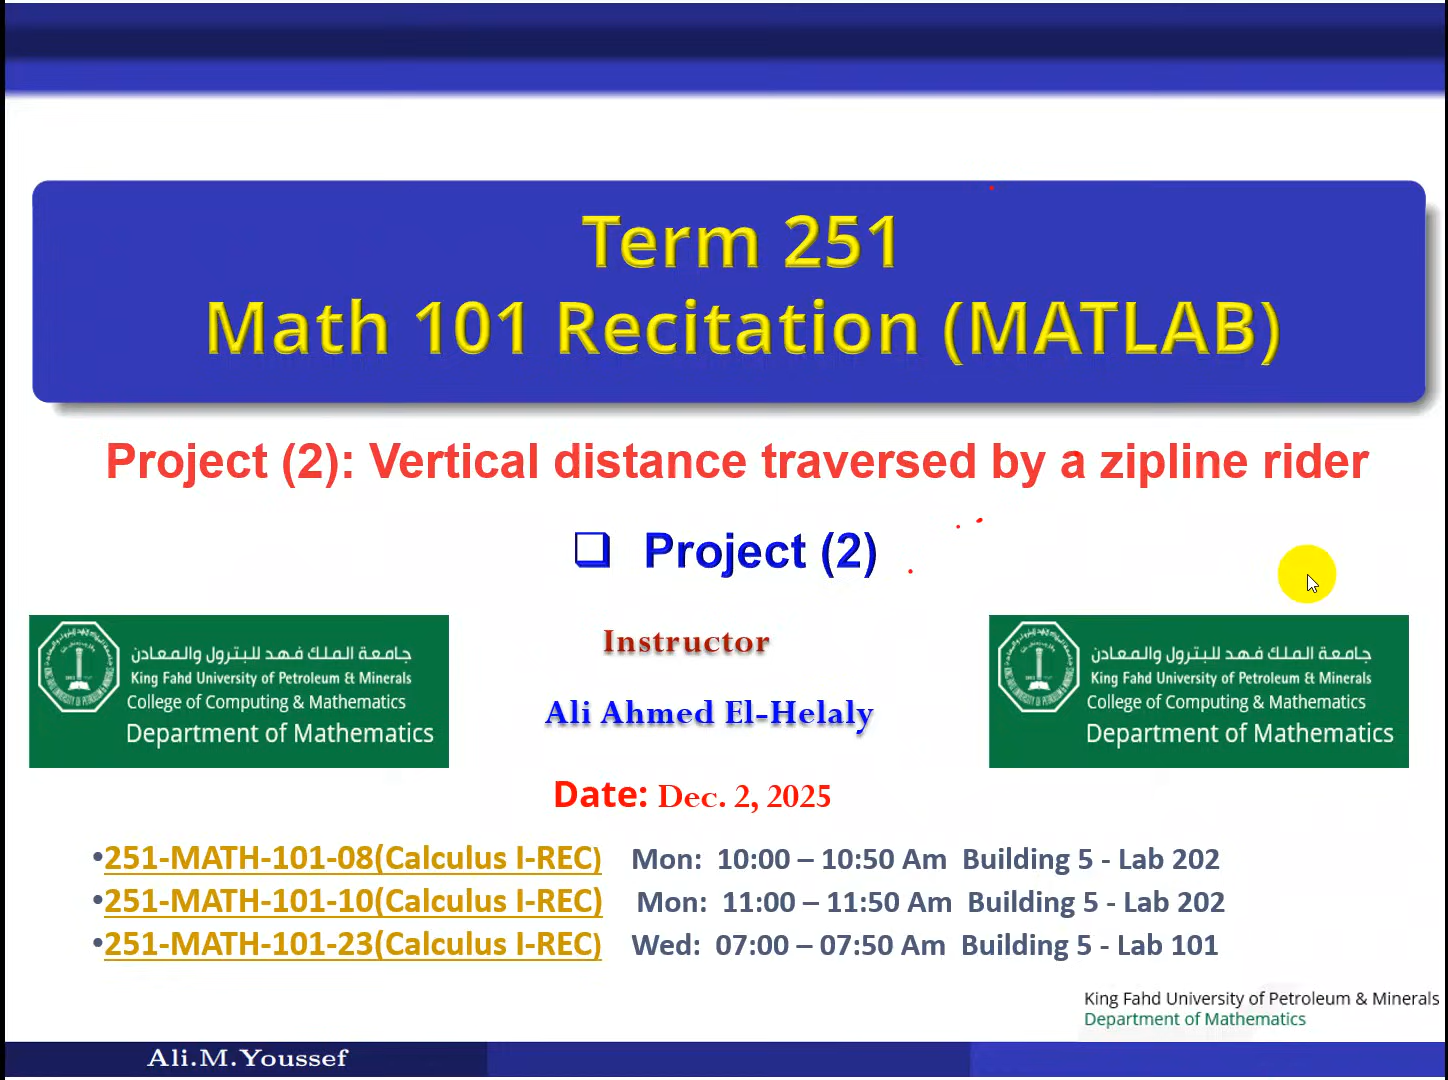 Term 251
Math 101 Recitation (MATLAB)
Project (2): Vertical distance traversed by a zipline rider
❑ Project (2)
جامعة الملك فهد للبترول والمعادن
King Fahd University of Petroleum & Minerals
College of Computing & Mathematics
Department of Mathematics
Instructor
Ali Ahmed El-Helaly
Date: Dec. 2, 2025
جامعة الملك فهد للبترول والمعادن
King Fahd University of Petroleum & Minerals
College of Computing & Mathematics
Department of Mathematics
•251-MATH-101-08(Calculus I-REC) Mon: 10:00 – 10:50 Am Building 5 - Lab 202
•251-MATH-101-10(Calculus I-REC) Mon: 11:00 – 11:50 Am Building 5 - Lab 202
•251-MATH-101-23(Calculus I-REC) Wed: 07:00 – 07:50 Am Building 5 - Lab 101
King Fahd University of Petroleum & Minerals
Department of Mathematics
Ali.M.Youssef